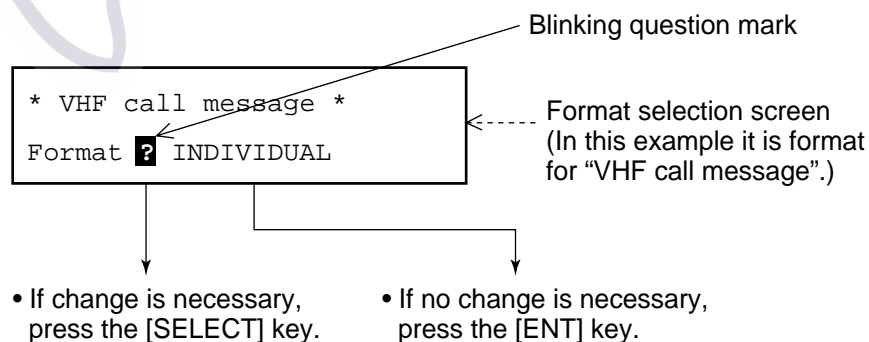 Blinking question mark
* VHF call message *
Format ? INDIVIDUAL
Format selection screen
(In this example it is format
for “VHF call message”.)
• If change is necessary,
press the [SELECT] key.
• If no change is necessary,
press the [ENT] key.